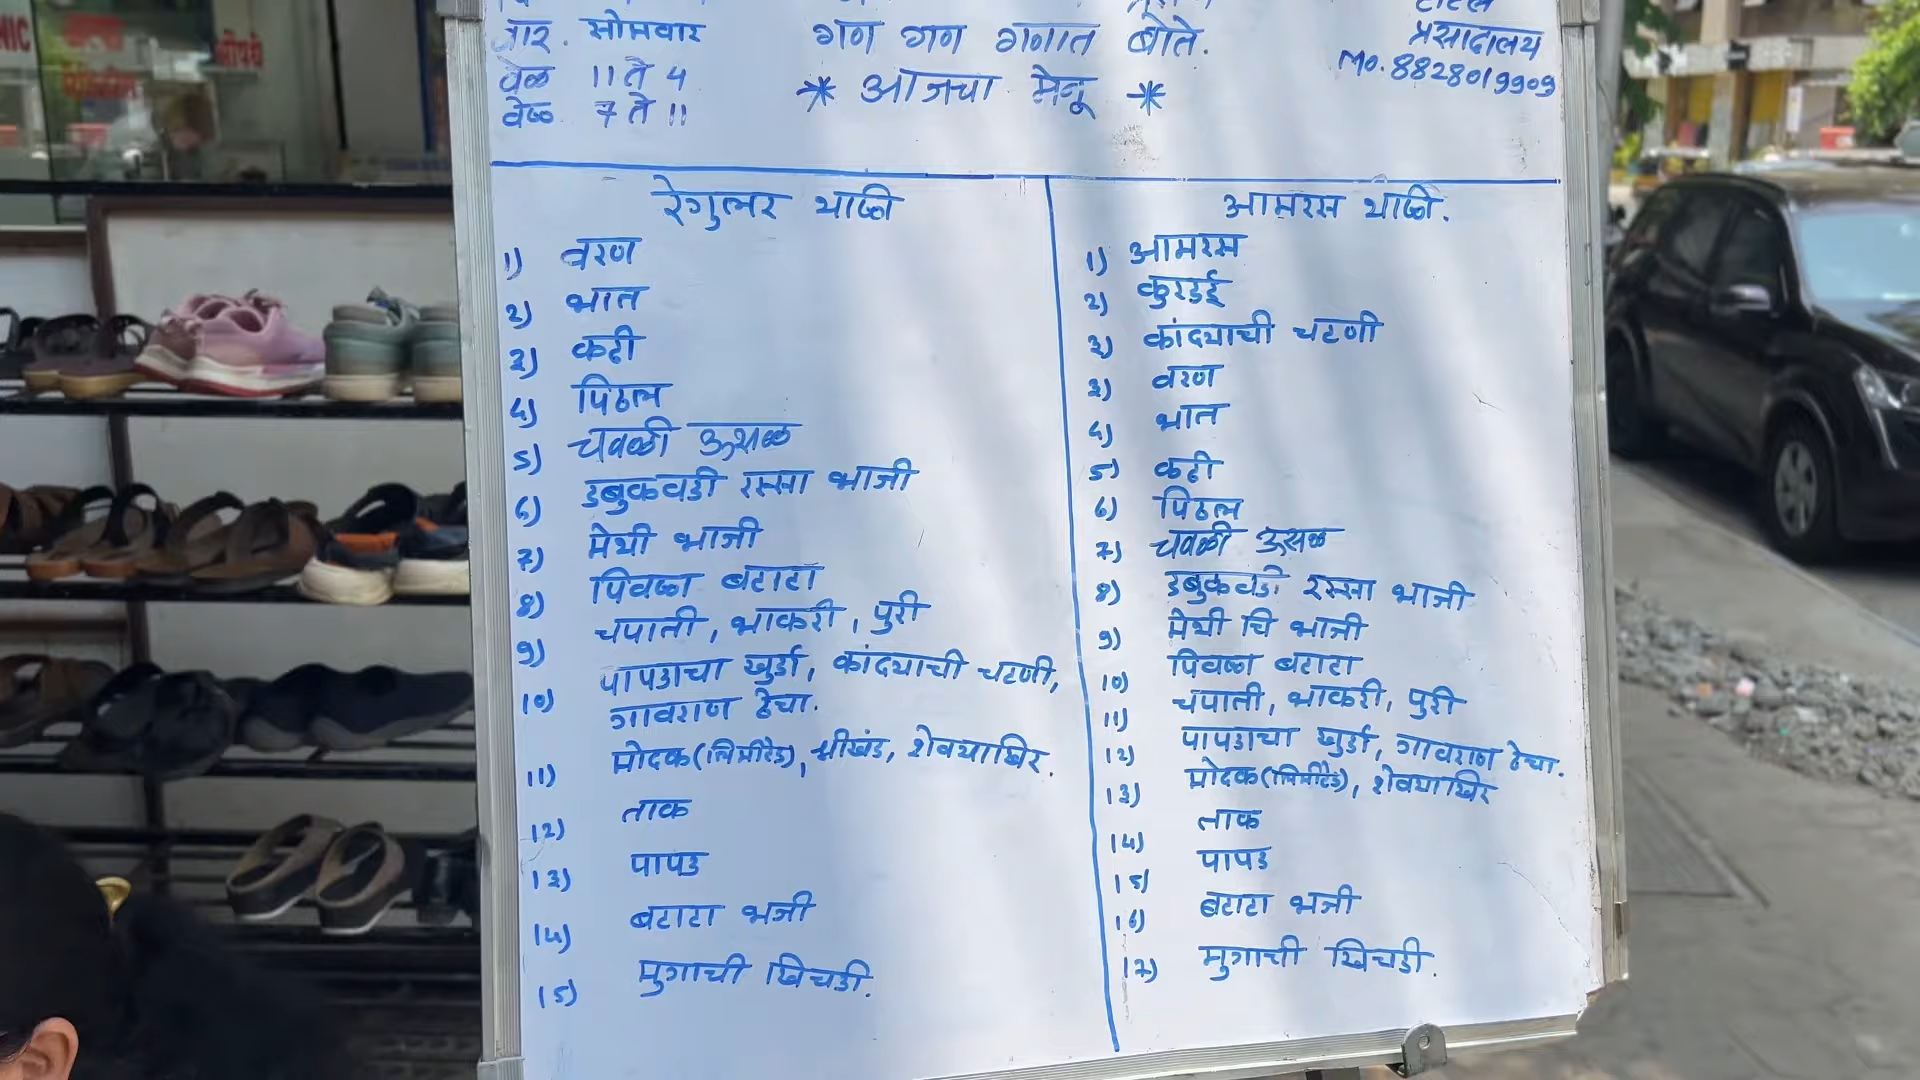 वार. सोमवार
गण गण गणात बोते.
प्रसादालय
वेळ 11 ते 4
Mo. 8828019909
* आजचा मेनू *
वेळ 7 ते 11
रेगुलर थाळी
1) वरण
2) भात
3) कढी
4) पिठल
5) चवळी ऊसळ
6) डबुकवडी रस्सा भाजी
7) मेथी भाजी
8) पिवळा बटाटा
9) चपाती, भाकरी, पुरी
10) पापडाचा खुर्डा, कांद्याची चटणी,
गावराण ठेचा.
11) मोदक(लिमीटेड), श्रीखंड, शेवयाखिर.
12) ताक
13) पापड
14) बटाटा भजी
15) मुगाची खिचडी.
आमरस थाळी.
1) आमरस
2) कुरडई
3) कांद्याची चटणी
3) वरण
4) भात
5) कढी
6) पिठल
7) चवळी ऊसळ
8) डबुकवडी रस्सा भाजी
9) मेथी चि भाजी
10) पिवळा बटाटा
11) चपाती, भाकरी, पुरी
12) पापडाचा खुर्डा, गावराण ठेचा.
13) मोदक(लिमीटेड), शेवयाखिर
14) ताक
15) पापड
16) बटाटा भजी
17) मुगाची खिचडी.